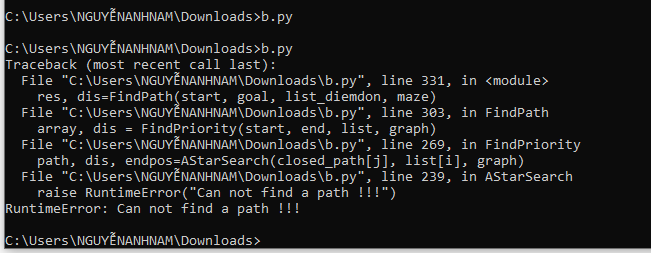 C:\Users\NGUYỄNANHNAM\Downloads>b.py
C:\Users\NGUYỄNANHNAM\Downloads>b.py
Traceback (most recent call last):
  File "C:\Users\NGUYỄNANHNAM\Downloads\b.py", line 331, in <module>
    res, dis=FindPath(start, goal, list_diemdon, maze)
  File "C:\Users\NGUYỄNANHNAM\Downloads\b.py", line 303, in FindPath
    array, dis = FindPriority(start, end, list, graph)
  File "C:\Users\NGUYỄNANHNAM\Downloads\b.py", line 269, in FindPriority
    path, dis, endpos=AStarSearch(closed_path[j], list[i], graph)
  File "C:\Users\NGUYỄNANHNAM\Downloads\b.py", line 239, in AStarSearch
    raise RuntimeError("Can not find a path !!!")
RuntimeError: Can not find a path !!!
C:\Users\NGUYỄNANHNAM\Downloads>